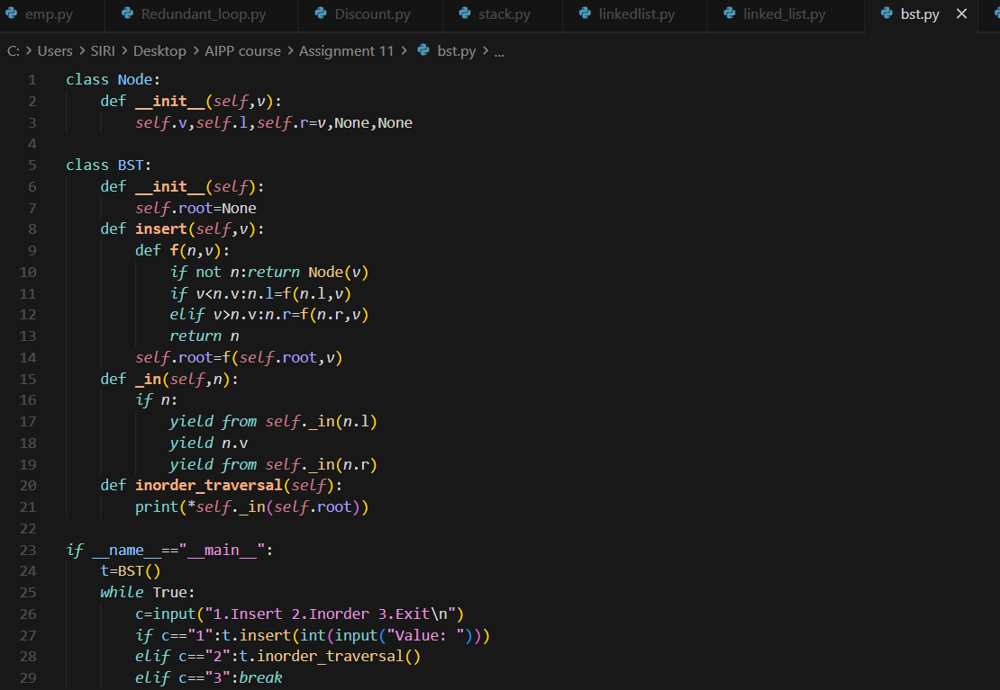 emp.py Redundant_loop.py Discount.py stack.py linkedlist.py linked_list.py bst.py ×
C: > Users > SIRI > Desktop > AIPP course > Assignment 11 > bst.py > ...
1 class Node:
2     def __init__(self,v):
3         self.v,self.l,self.r=v,None,None
4
5 class BST:
6     def __init__(self):
7         self.root=None
8     def insert(self,v):
9         def f(n,v):
10             if not n:return Node(v)
11             if v<n.v:n.l=f(n.l,v)
12             elif v>n.v:n.r=f(n.r,v)
13             return n
14         self.root=f(self.root,v)
15     def _in(self,n):
16         if n:
17             yield from self._in(n.l)
18             yield n.v
19             yield from self._in(n.r)
20     def inorder_traversal(self):
21         print(*self._in(self.root))
22
23 if __name__=="__main__":
24     t=BST()
25     while True:
26         c=input("1.Insert 2.Inorder 3.Exit\n")
27         if c=="1":t.insert(int(input("Value: ")))
28         elif c=="2":t.inorder_traversal()
29         elif c=="3":break